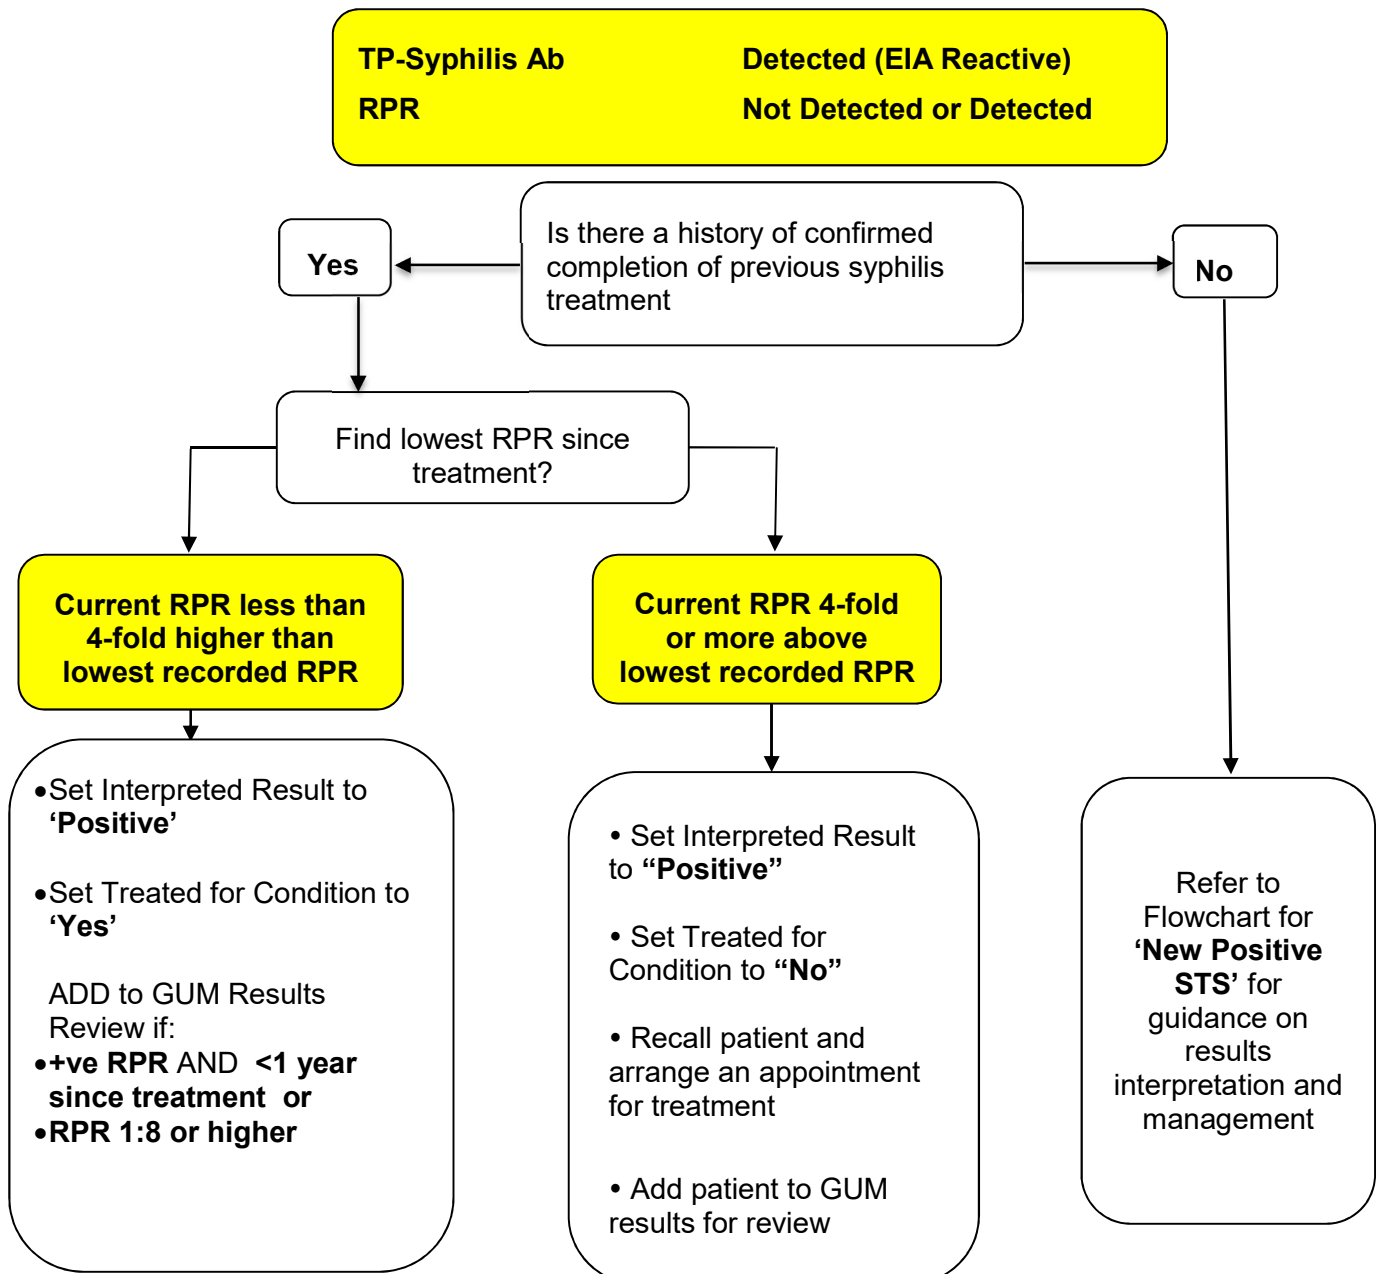 TP-Syphilis Ab Detected (EIA Reactive)
RPR Not Detected or Detected
Is there a history of confirmed
completion of previous syphilis
treatment
Yes
No
Find lowest RPR since
treatment?
Current RPR less than
4-fold higher than
lowest recorded RPR
Current RPR 4-fold
or more above
lowest recorded RPR
•Set Interpreted Result to
‘Positive’
•Set Treated for Condition to
‘Yes’
ADD to GUM Results
Review if:
•+ve RPR AND <1 year
since treatment or
•RPR 1:8 or higher
• Set Interpreted Result
to “Positive”
• Set Treated for
Condition to “No”
• Recall patient and
arrange an appointment
for treatment
• Add patient to GUM
results for review
Refer to
Flowchart for
‘New Positive
STS’ for
guidance on
results
interpretation and
management